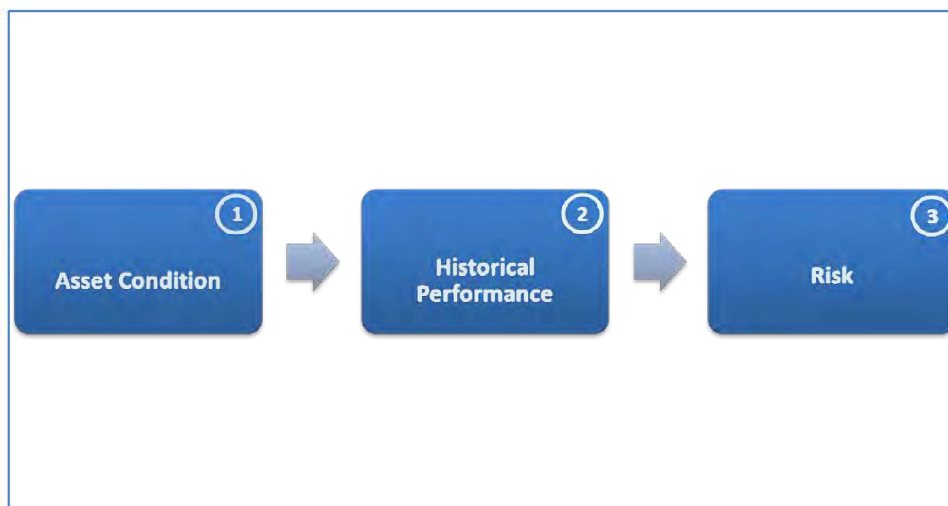 1
Asset Condition
2
Historical
Performance
3
Risk